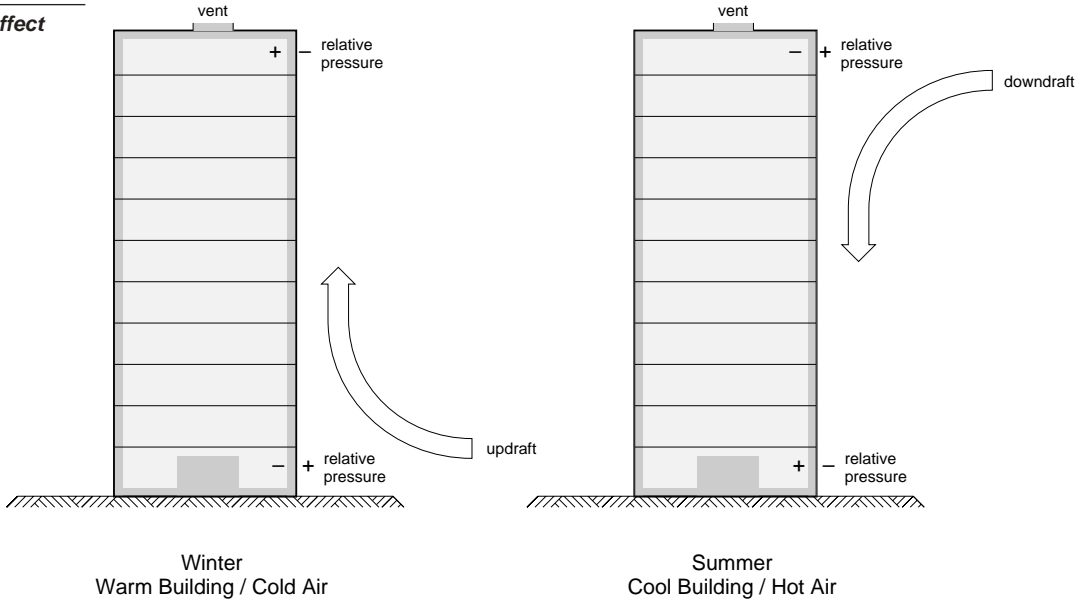 ffect
vent
+ − relative
pressure
− + relative
pressure
updraft
Winter
Warm Building / Cold Air
vent
− + relative
pressure
downdraft
+ − relative
pressure
Summer
Cool Building / Hot Air